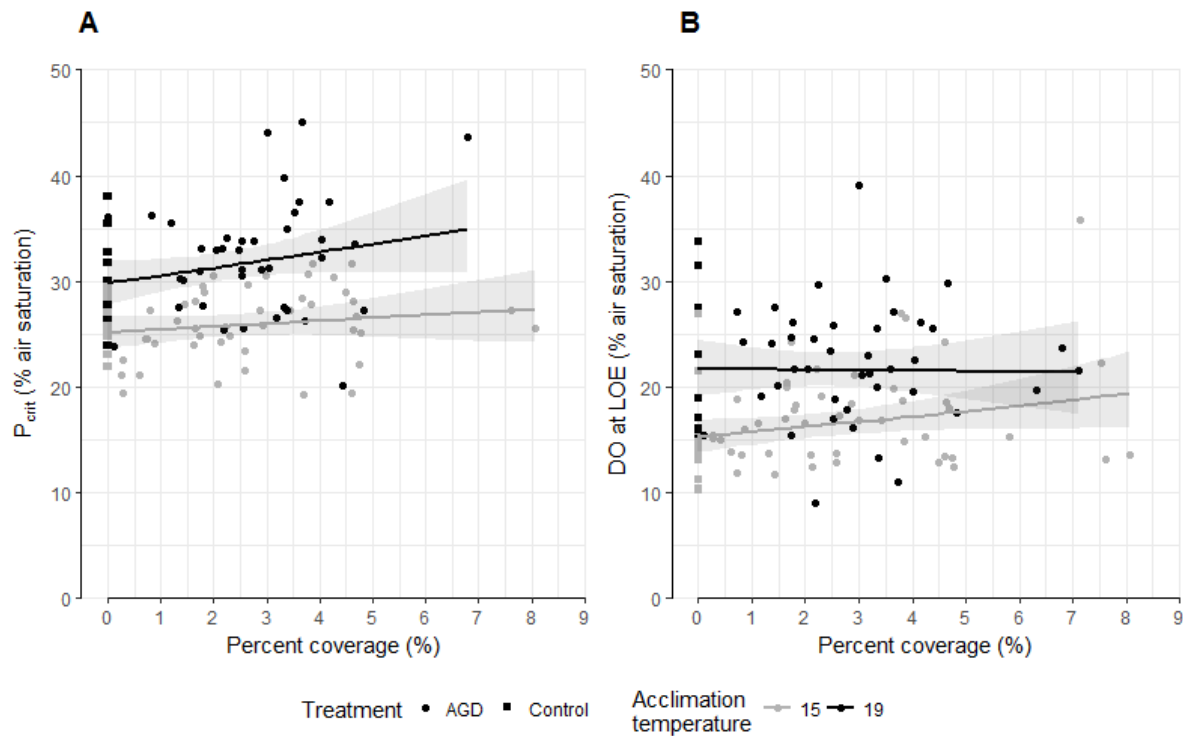 A
B
50
40
30
20
10
0
P_crit (% air saturation)
0 1 2 3 4 5 6 7 8 9
Percent coverage (%)
50
40
30
20
10
0
DO at LOE (% air saturation)
0 1 2 3 4 5 6 7 8 9
Percent coverage (%)
Treatment AGD Control
Acclimation
temperature 15 19